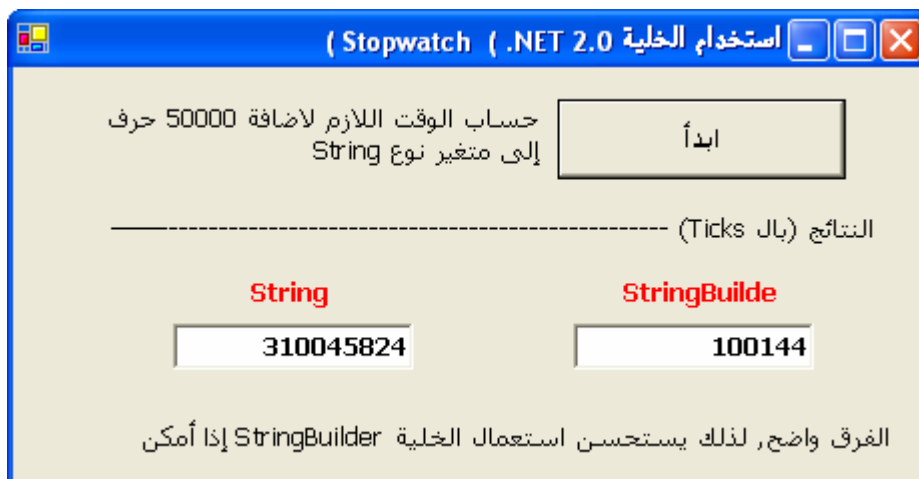 استخدام الخلية Stopwatch ( .NET 2.0 )
ابدأ
حساب الوقت اللازم لاضافة 50000 حرف
إلى متغير نوع String
النتائج (بال Ticks) --------------------------------------------------
String
StringBuilde
310045824
100144
الفرق واضح, لذلك يستحسن استعمال الخلية StringBuilder إذا أمكن